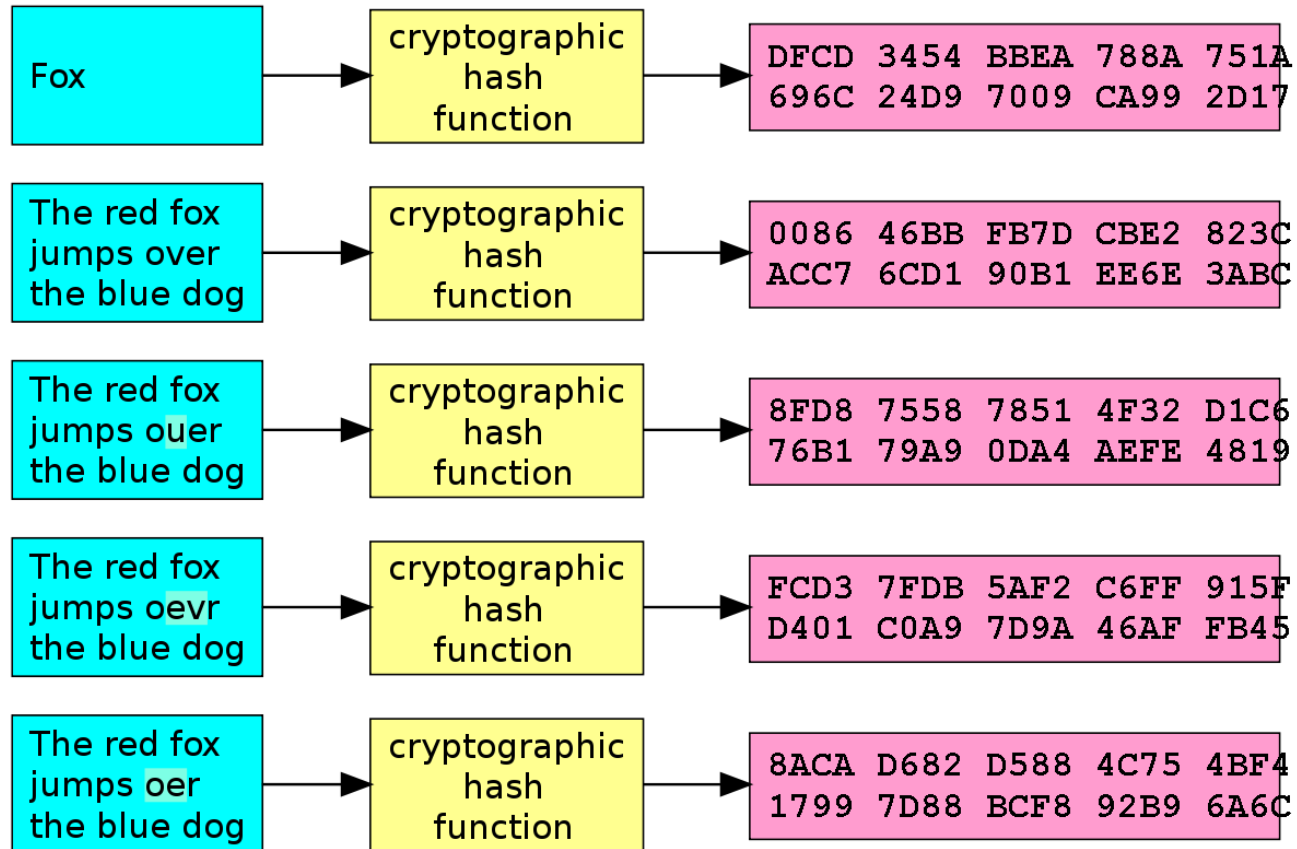 Fox
cryptographic
hash
function
DFCD 3454 BBEA 788A 751A
696C 24D9 7009 CA99 2D17
The red fox
jumps over
the blue dog
cryptographic
hash
function
0086 46BB FB7D CBE2 823C
ACC7 6CD1 90B1 EE6E 3ABC
The red fox
jumps ouer
the blue dog
cryptographic
hash
function
8FD8 7558 7851 4F32 D1C6
76B1 79A9 0DA4 AEFE 4819
The red fox
jumps oevr
the blue dog
cryptographic
hash
function
FCD3 7FDB 5AF2 C6FF 915F
D401 C0A9 7D9A 46AF FB45
The red fox
jumps oer
the blue dog
cryptographic
hash
function
8ACA D682 D588 4C75 4BF4
1799 7D88 BCF8 92B9 6A6C